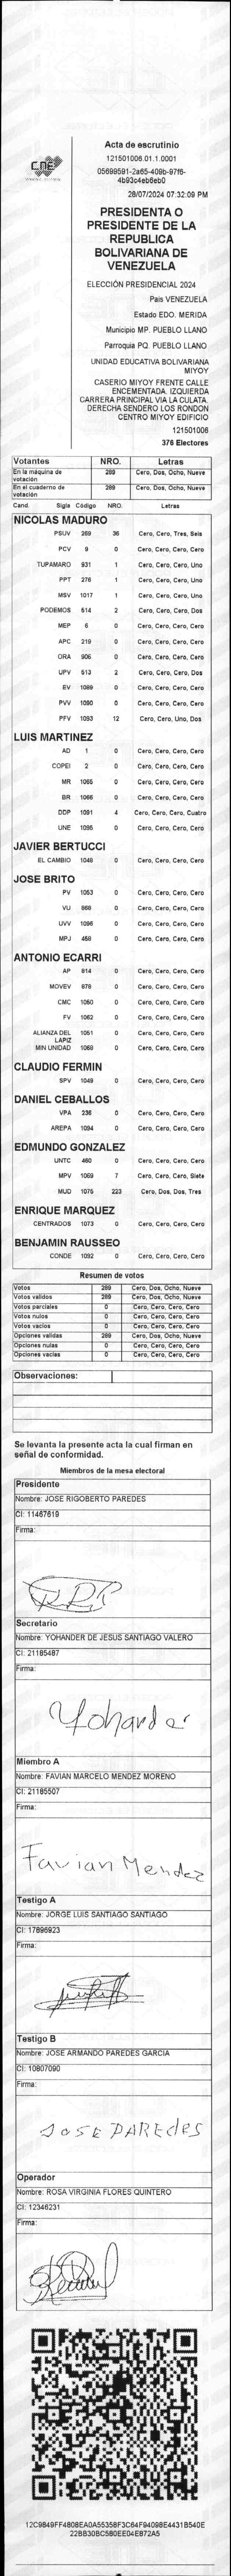 CNE
Acta de escrutinio
121501006.01.1.0001
05699591-2a65-409b-97f6-
4b93c4eb6eb0
28/07/2024 07:32:09 PM
PRESIDENTA O
PRESIDENTE DE LA
REPUBLICA
BOLIVARIANA DE
VENEZUELA
ELECCIÓN PRESIDENCIAL 2024
Pais VENEZUELA
Estado EDO. MERIDA
Municipio MP. PUEBLO LLANO
Parroquia PQ. PUEBLO LLANO
UNIDAD EDUCATIVA BOLIVARIANA
MIYOY
CASERIO MIYOY FRENTE CALLE
ENCEMENTADA. IZQUIERDA
CARRERA PRINCIPAL VIA LA CULATA.
DERECHA SENDERO LOS RONDON
CENTRO MIYOY EDIFICIO
121501006
376 Electores
Votantes NRO. Letras
En la máquina de votación 289 Cero, Dos, Ocho, Nueve
En el cuaderno de votación 289 Cero, Dos, Ocho, Nueve
Cand. Sigla Código NRO. Letras
NICOLAS MADURO
PSUV 269 36 Cero, Cero, Tres, Seis
PCV 9 0 Cero, Cero, Cero, Cero
TUPAMARO 931 1 Cero, Cero, Cero, Uno
PPT 276 1 Cero, Cero, Cero, Uno
MSV 1017 1 Cero, Cero, Cero, Uno
PODEMOS 514 2 Cero, Cero, Cero, Dos
MEP 6 0 Cero, Cero, Cero, Cero
APC 219 0 Cero, Cero, Cero, Cero
ORA 906 0 Cero, Cero, Cero, Cero
UPV 613 2 Cero, Cero, Cero, Dos
EV 1089 0 Cero, Cero, Cero, Cero
PVV 1090 0 Cero, Cero, Cero, Cero
PFV 1093 12 Cero, Cero, Uno, Dos
LUIS MARTINEZ
AD 1 0 Cero, Cero, Cero, Cero
COPEI 2 0 Cero, Cero, Cero, Cero
MR 1065 0 Cero, Cero, Cero, Cero
BR 1066 0 Cero, Cero, Cero, Cero
DDP 1091 4 Cero, Cero, Cero, Cuatro
UNE 1095 0 Cero, Cero, Cero, Cero
JAVIER BERTUCCI
EL CAMBIO 1048 0 Cero, Cero, Cero, Cero
JOSE BRITO
PV 1053 0 Cero, Cero, Cero, Cero
VU 868 0 Cero, Cero, Cero, Cero
UVV 1096 0 Cero, Cero, Cero, Cero
MPJ 458 0 Cero, Cero, Cero, Cero
ANTONIO ECARRI
AP 814 0 Cero, Cero, Cero, Cero
MOVEV 878 0 Cero, Cero, Cero, Cero
CMC 1050 0 Cero, Cero, Cero, Cero
FV 1062 0 Cero, Cero, Cero, Cero
ALIANZA DEL LAPIZ 1051 0 Cero, Cero, Cero, Cero
MIN UNIDAD 1068 0 Cero, Cero, Cero, Cero
CLAUDIO FERMIN
SPV 1049 0 Cero, Cero, Cero, Cero
DANIEL CEBALLOS
VPA 236 0 Cero, Cero, Cero, Cero
AREPA 1094 0 Cero, Cero, Cero, Cero
EDMUNDO GONZALEZ
UNTC 460 0 Cero, Cero, Cero, Cero
MPV 1069 7 Cero, Cero, Cero, Siete
MUD 1075 223 Cero, Dos, Dos, Tres
ENRIQUE MARQUEZ
CENTRADOS 1073 0 Cero, Cero, Cero, Cero
BENJAMIN RAUSSEO
CONDE 1092 0 Cero, Cero, Cero, Cero
Resumen de votos
Votos 289 Cero, Dos, Ocho, Nueve
Votos validos 289 Cero, Dos, Ocho, Nueve
Votos parciales 0 Cero, Cero, Cero, Cero
Votos nulos 0 Cero, Cero, Cero, Cero
Votos vacios 0 Cero, Cero, Cero, Cero
Opciones validas 289 Cero, Dos, Ocho, Nueve
Opciones nulas 0 Cero, Cero, Cero, Cero
Opciones vacias 0 Cero, Cero, Cero, Cero
Observaciones:
Se levanta la presente acta la cual firman en
señal de conformidad.
Miembros de la mesa electoral
Presidente
Nombre: JOSE RIGOBERTO PAREDES
CI: 11467619
Firma:
Secretario
Nombre: YOHANDER DE JESUS SANTIAGO VALERO
CI: 21185487
Firma:
Yohander
Miembro A
Nombre: FAVIAN MARCELO MENDEZ MORENO
CI: 21185507
Firma:
Favian Mendez
Testigo A
Nombre: JORGE LUIS SANTIAGO SANTIAGO
CI: 17896923
Firma:
Testigo B
Nombre: JOSE ARMANDO PAREDES GARCIA
CI: 10807090
Firma:
JOSE PAREDES
Operador
Nombre: ROSA VIRGINIA FLORES QUINTERO
CI: 12346231
Firma:
12C9849FF4808EA0A55358F3C64F94098E4431B540E
22BB30BC580EE04E872A5